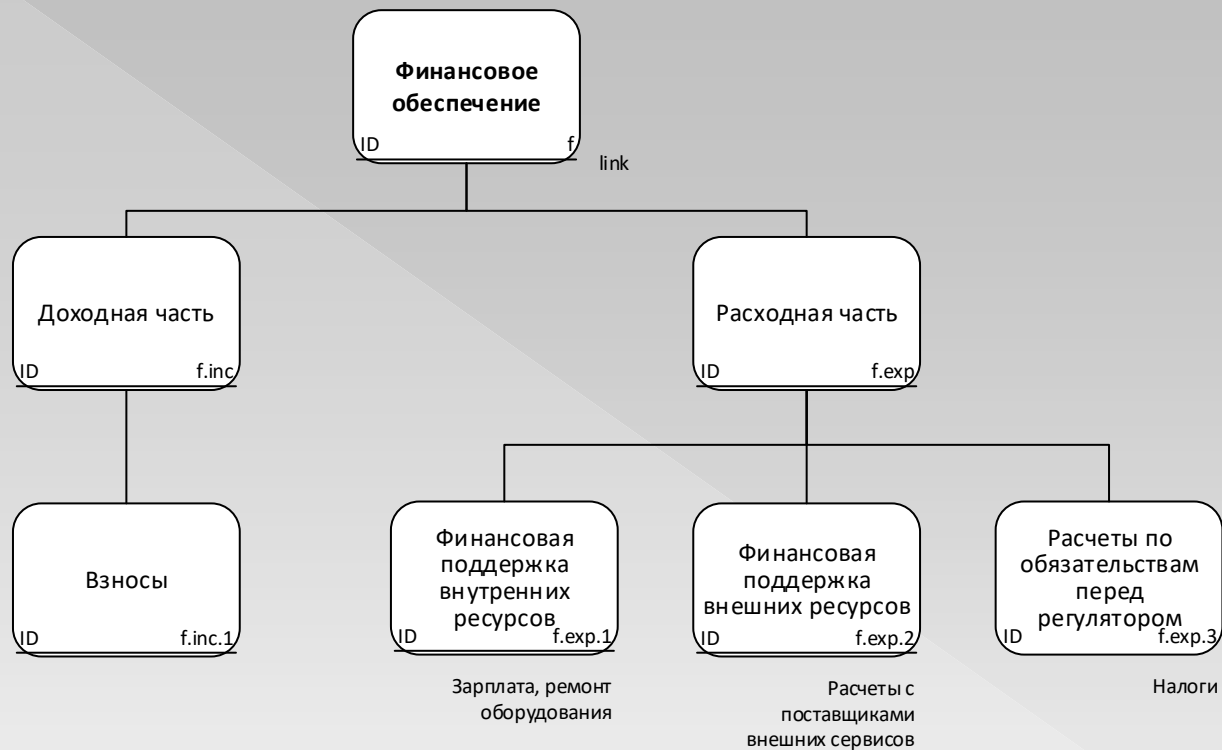 Финансовое
обеспечение
ID f
link
Доходная часть
ID f.inc
Расходная часть
ID f.exp
Взносы
ID f.inc.1
Финансовая
поддержка
внутренних
ресурсов
ID f.exp.1
Финансовая
поддержка
внешних ресурсов
ID f.exp.2
Расчеты по
обязательствам
перед
регулятором
ID f.exp.3
Зарплата, ремонт
оборудования
Расчеты с
поставщиками
внешних сервисов
Налоги